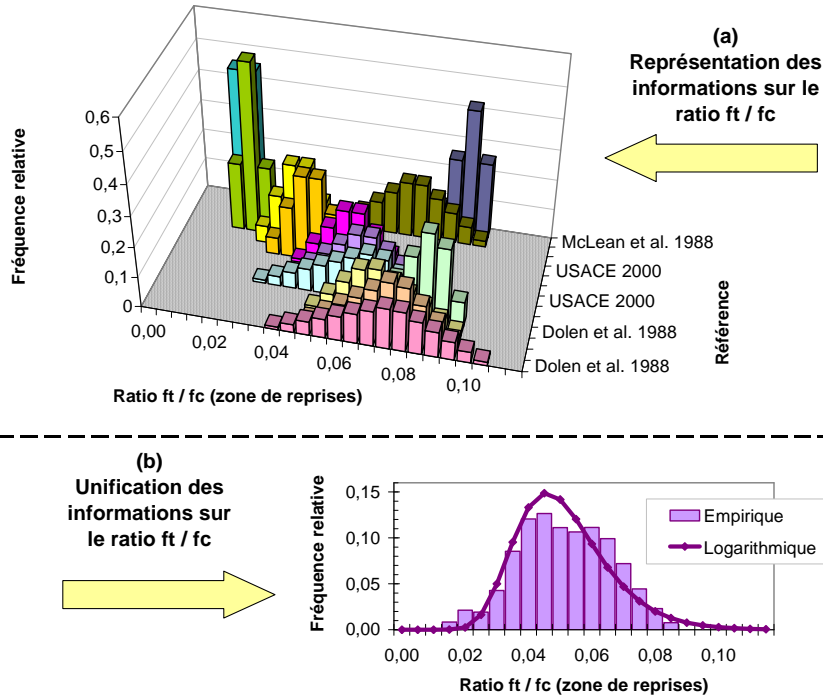 (a)
Représentation des
informations sur le
ratio ft / fc
Fréquence relative
0,6
0,5
0,4
0,3
0,2
0,1
0
0,00
0,02
0,04
0,06
0,08
0,10
Ratio ft / fc (zone de reprises)
McLean et al. 1988
USACE 2000
USACE 2000
Dolen et al. 1988
Dolen et al. 1988
Référence
(b)
Unification des
informations sur
le ratio ft / fc
Fréquence relative
0,15
0,10
0,05
0,00
0,00
0,02
0,04
0,06
0,08
0,10
Ratio ft / fc (zone de reprises)
Empirique
Logarithmique